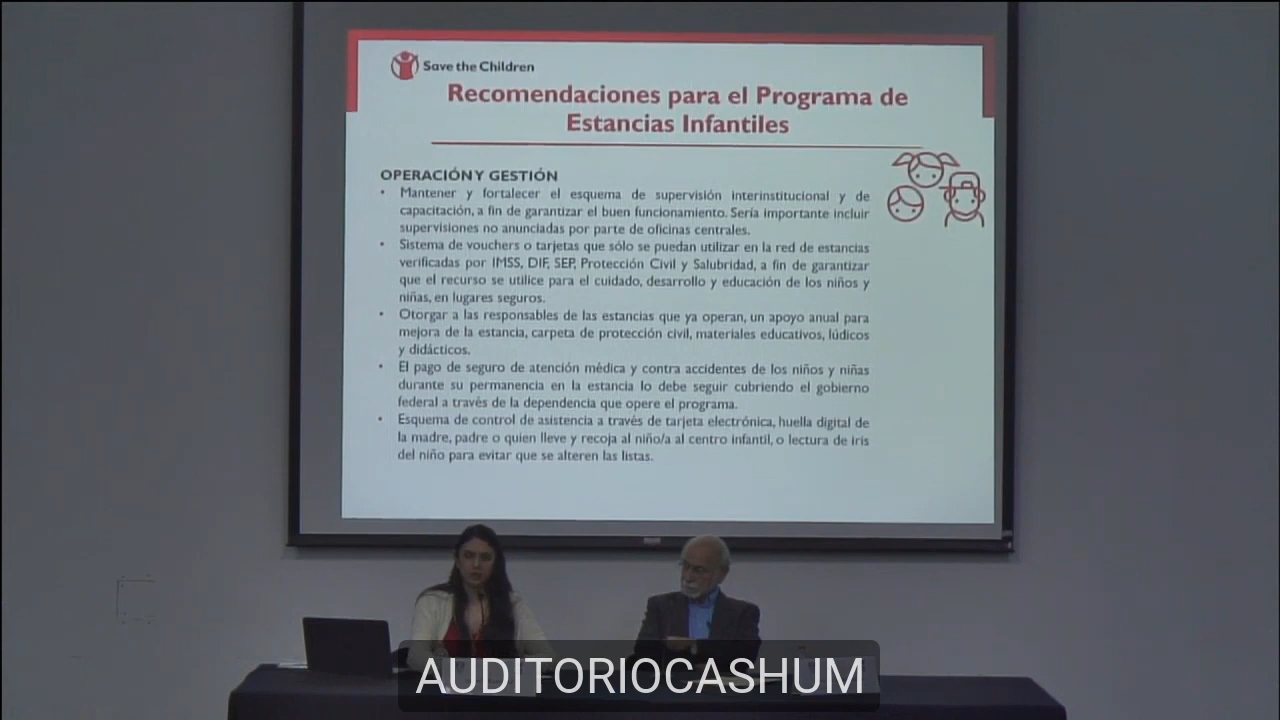 Save the Children
Recomendaciones para el Programa de
Estancias Infantiles
OPERACIÓN Y GESTIÓN
• Mantener y fortalecer el esquema de supervisión interinstitucional y de
capacitación, a fin de garantizar el buen funcionamiento. Sería importante incluir
supervisiones no anunciadas por parte de oficinas centrales.
• Sistema de vouchers o tarjetas que sólo se puedan utilizar en la red de estancias
verificadas por IMSS, DIF, SEP, Protección Civil y Salubridad, a fin de garantizar
que el recurso se utilice para el cuidado, desarrollo y educación de los niños y
niñas, en lugares seguros.
• Otorgar a las responsables de las estancias que ya operan, un apoyo anual para
mejora de la estancia, carpeta de protección civil, materiales educativos, lúdicos
y didácticos.
• El pago de seguro de atención médica y contra accidentes de los niños y niñas
durante su permanencia en la estancia lo debe seguir cubriendo el gobierno
federal a través de la dependencia que opere el programa.
• Esquema de control de asistencia a través de tarjeta electrónica, huella digital de
la madre, padre o quien lleve y recoja al niño/a al centro infantil, o lectura de iris
del niño para evitar que se alteren las listas.
AUDITORIOCASHUM